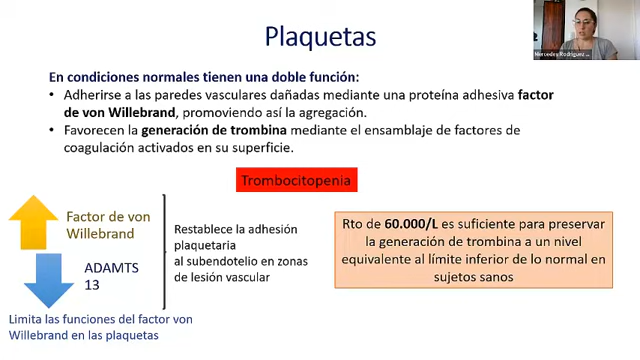 Plaquetas
Mercedes Rodriguez ...
En condiciones normales tienen una doble función:
• Adherirse a las paredes vasculares dañadas mediante una proteína adhesiva factor
de von Willebrand, promoviendo así la agregación.
• Favorecen la generación de trombina mediante el ensamblaje de factores de
coagulación activados en su superficie.
Trombocitopenia
Factor de von
Willebrand
ADAMTS
13
Limita las funciones del factor von
Willebrand en las plaquetas
Restablece la adhesión
plaquetaria
al subendotelio en zonas
de lesión vascular
Rto de 60.000/L es suficiente para preservar
la generación de trombina a un nivel
equivalente al límite inferior de lo normal en
sujetos sanos